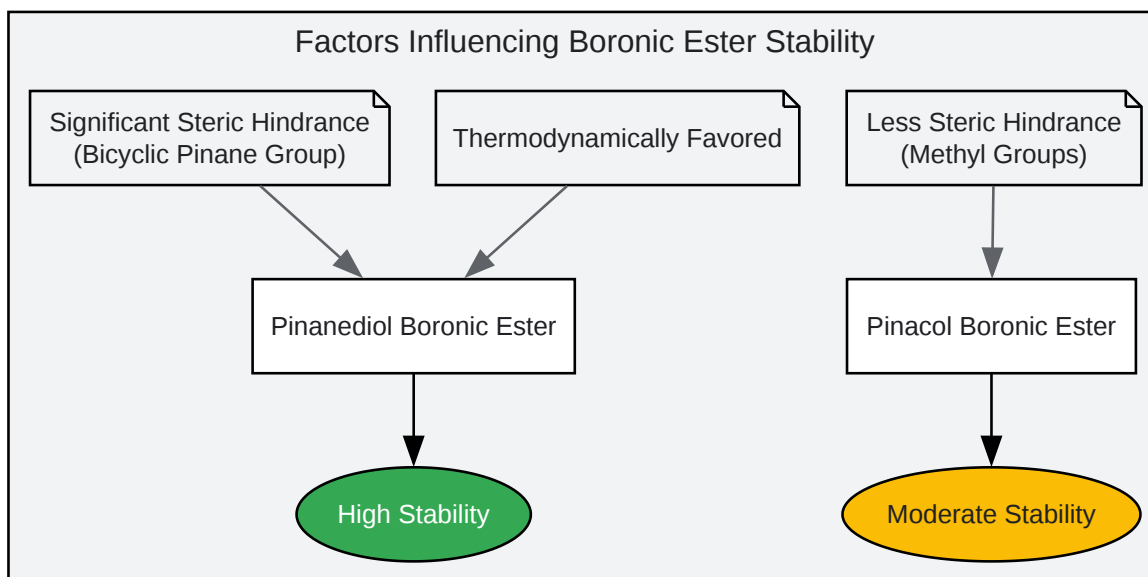 Factors Influencing Boronic Ester Stability
Significant Steric Hindrance
(Bicyclic Pinane Group)
Thermodynamically Favored
Less Steric Hindrance
(Methyl Groups)
Pinanediol Boronic Ester
Pinacol Boronic Ester
High Stability
Moderate Stability